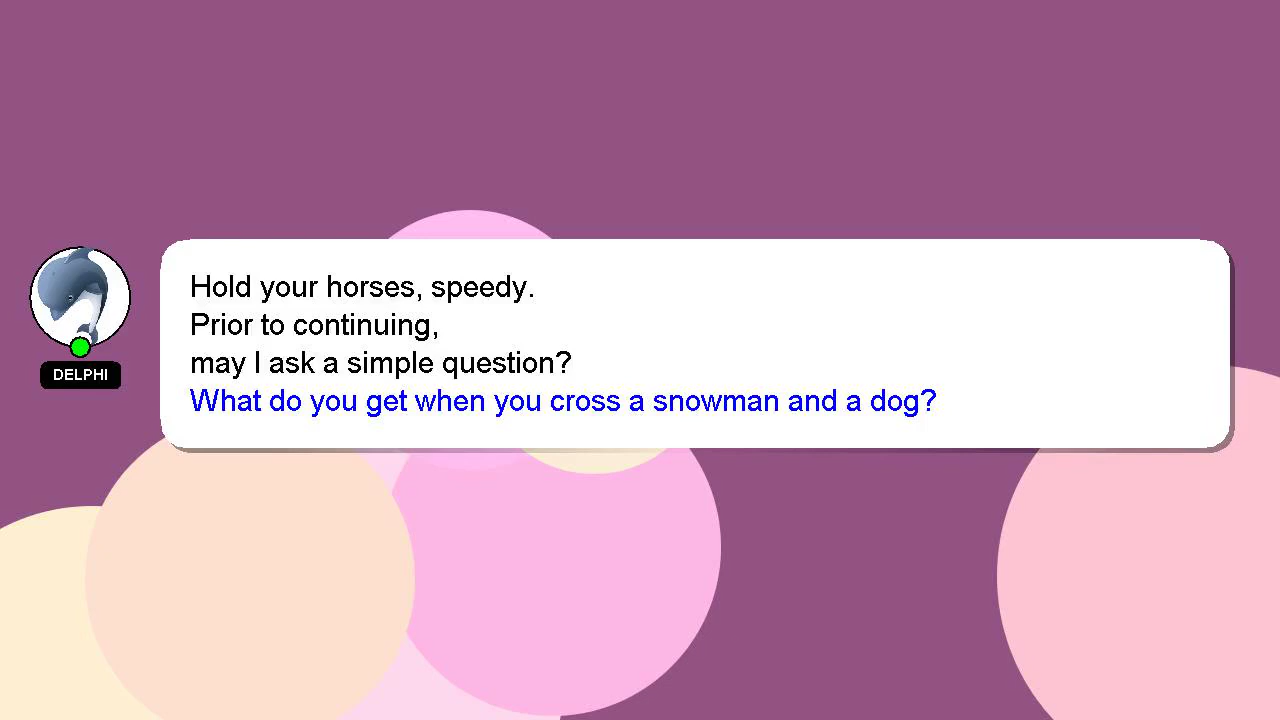 Hold your horses, speedy.
Prior to continuing,
may I ask a simple question?
What do you get when you cross a snowman and a dog?
DELPHI